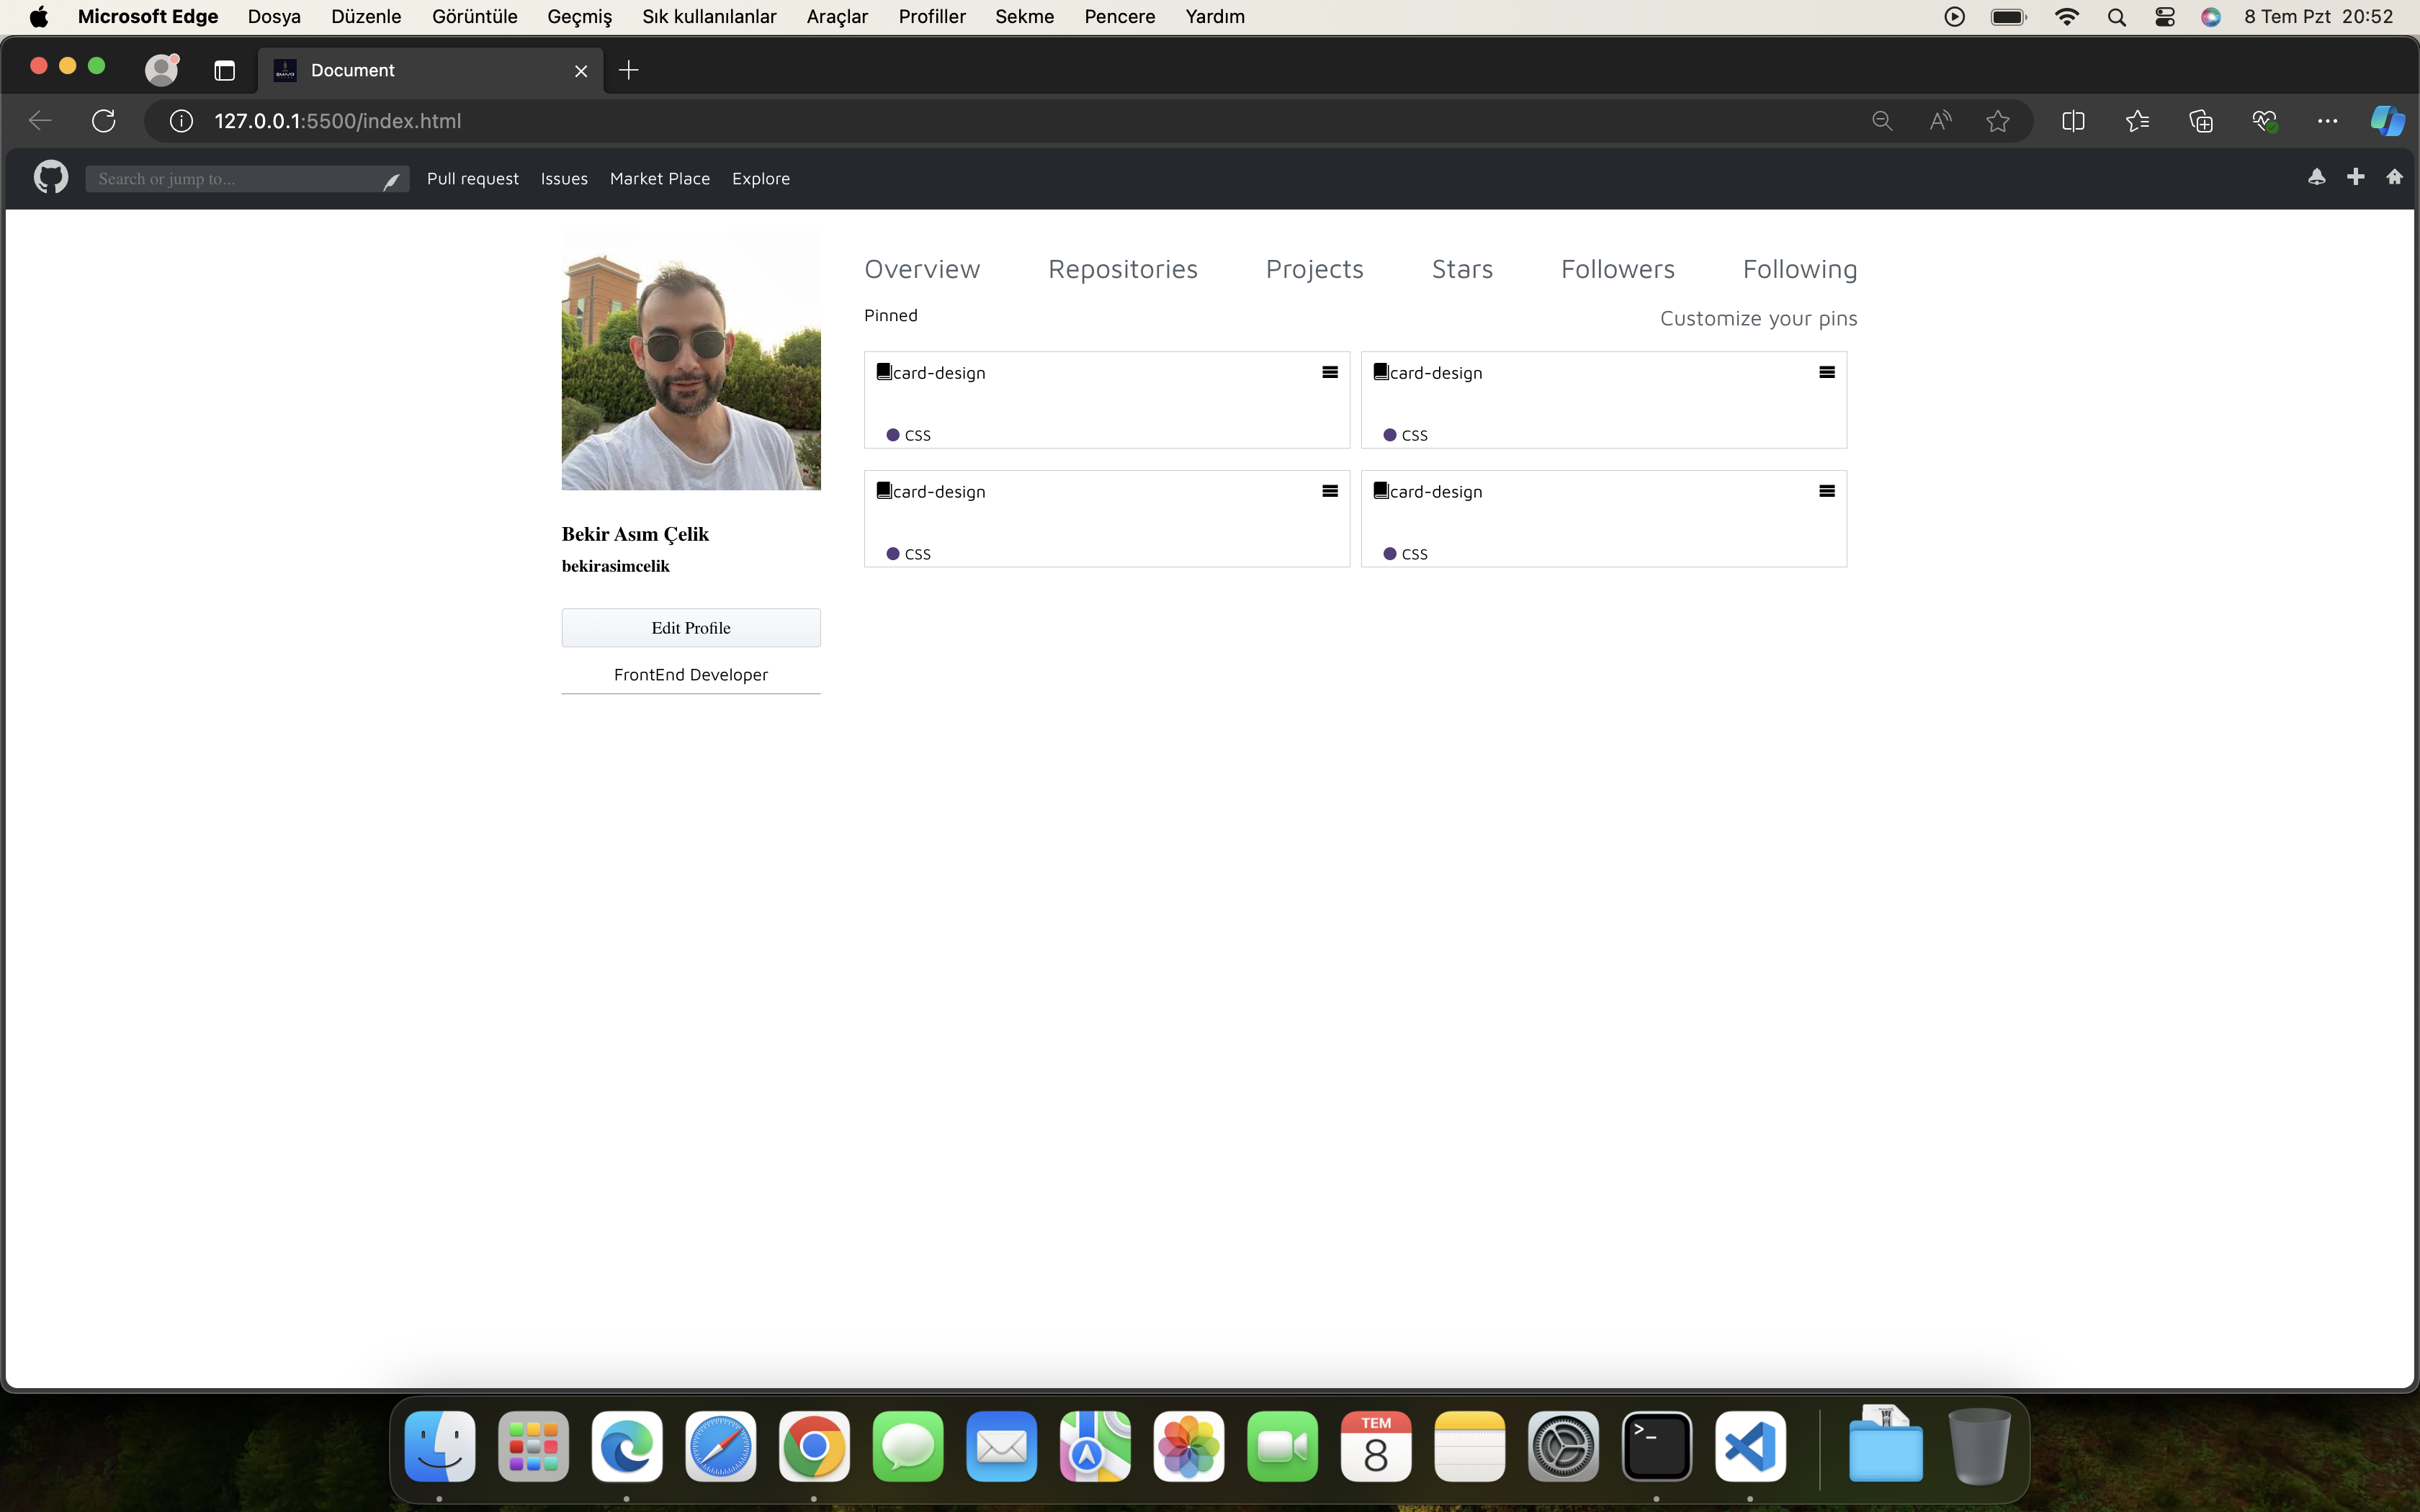 Microsoft Edge Dosya Düzenle Görüntüle Geçmiş Sık kullanılanlar Araçlar Profiller Sekme Pencere Yardım 8 Tem Pzt 20:52
Document
127.0.0.1:5500/index.html
Search or jump to... Pull request Issues Market Place Explore
Overview Repositories Projects Stars Followers Following
Pinned Customize your pins
card-design card-design
CSS CSS
card-design card-design
CSS CSS
Bekir Asım Çelik
bekirasimcelik
Edit Profile
FrontEnd Developer
TEM
8